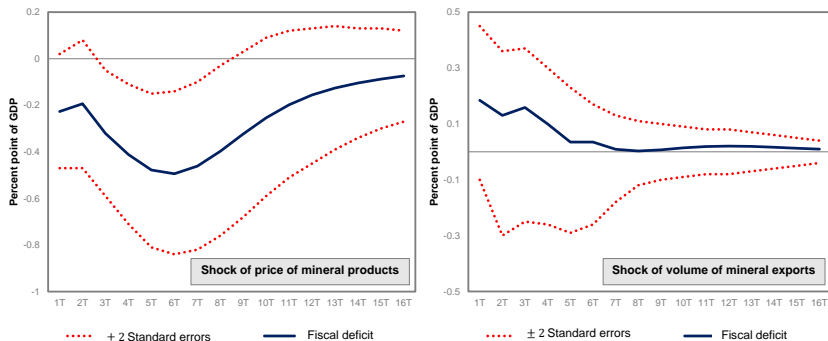 Percent point of GDP
0.2
0
-0.2
-0.4
-0.6
-0.8
-1
Shock of price of mineral products
1T 2T 3T 4T 5T 6T 7T 8T 9T 10T 11T 12T 13T 14T 15T 16T
+ 2 Standard errors Fiscal deficit
Percent point of GDP
0.5
0.3
0.1
-0.1
-0.3
-0.5
Shock of volume of mineral exports
1T 2T 3T 4T 5T 6T 7T 8T 9T 10T 11T 12T 13T 14T 15T 16T
± 2 Standard errors Fiscal deficit